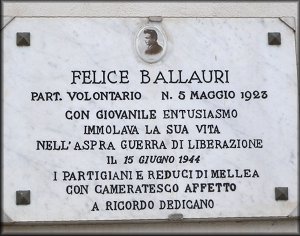 FELICE BALLAURI
PART. VOLONTARIO N. 5 MAGGIO 1923
CON GIOVANILE ENTUSIASMO
IMMOLAVA LA SUA VITA
NELL'ASPRA GUERRA DI LIBERAZIONE
IL 15 GIUGNO 1944
I PARTIGIANI E REDUCI DI MELLEA
CON CAMERATESCO AFFETTO
A RICORDO DEDICANO